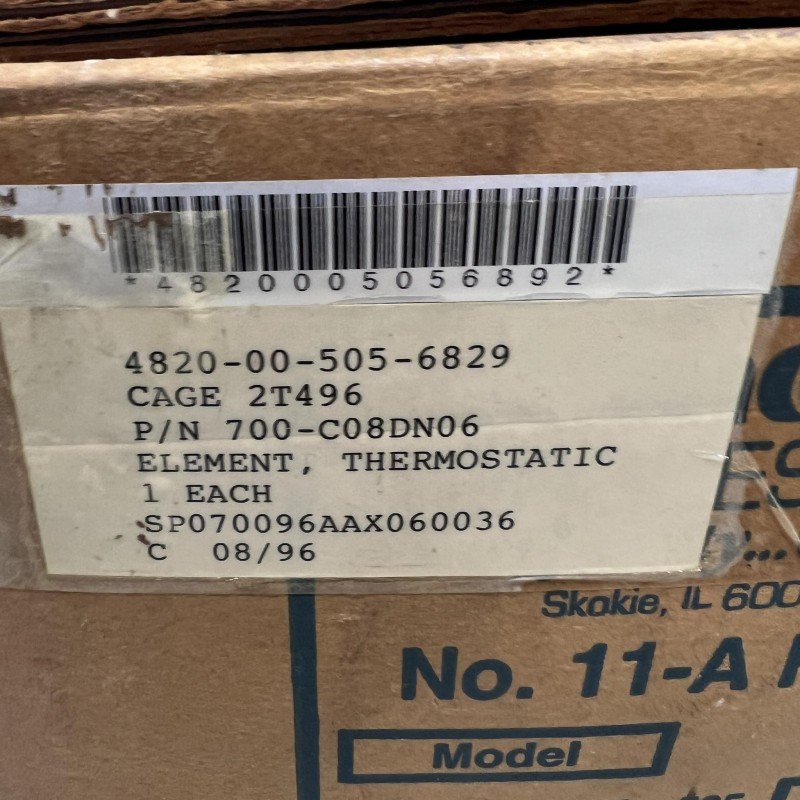 *4820005056892*
4820-00-505-6829
CAGE 2T496
P/N 700-C08DN06
ELEMENT, THERMOSTATIC
1 EACH
SP070096AAX060036
C 08/96
Skokie, IL 600
No. 11-A
Model